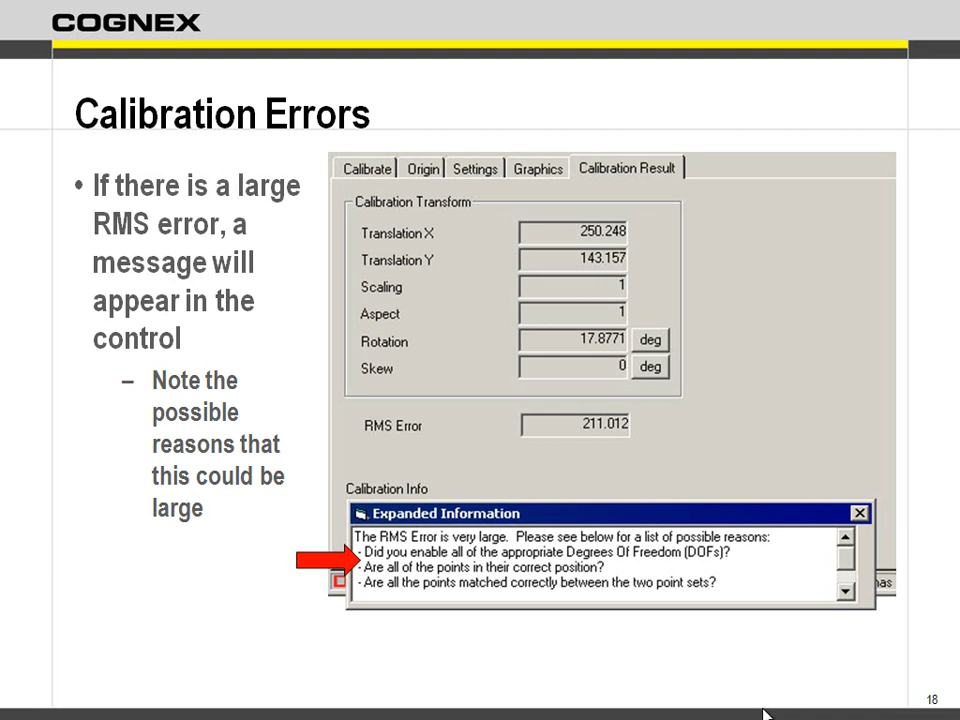 COGNEX
Calibration Errors
• If there is a large
RMS error, a
message will
appear in the
control
– Note the
possible
reasons that
this could be
large
Calibrate Origin Settings Graphics Calibration Result
Calibration Transform
Translation X 250.248
Translation Y 143.157
Scaling 1
Aspect 1
Rotation 17.8771 deg
Skew 0 deg
RMS Error 211.012
Calibration Info
Expanded Information
The RMS Error is very large. Please see below for a list of possible reasons:
- Did you enable all of the appropriate Degrees Of Freedom (DOFs)?
- Are all of the points in their correct position?
- Are all the points matched correctly between the two point sets?
18